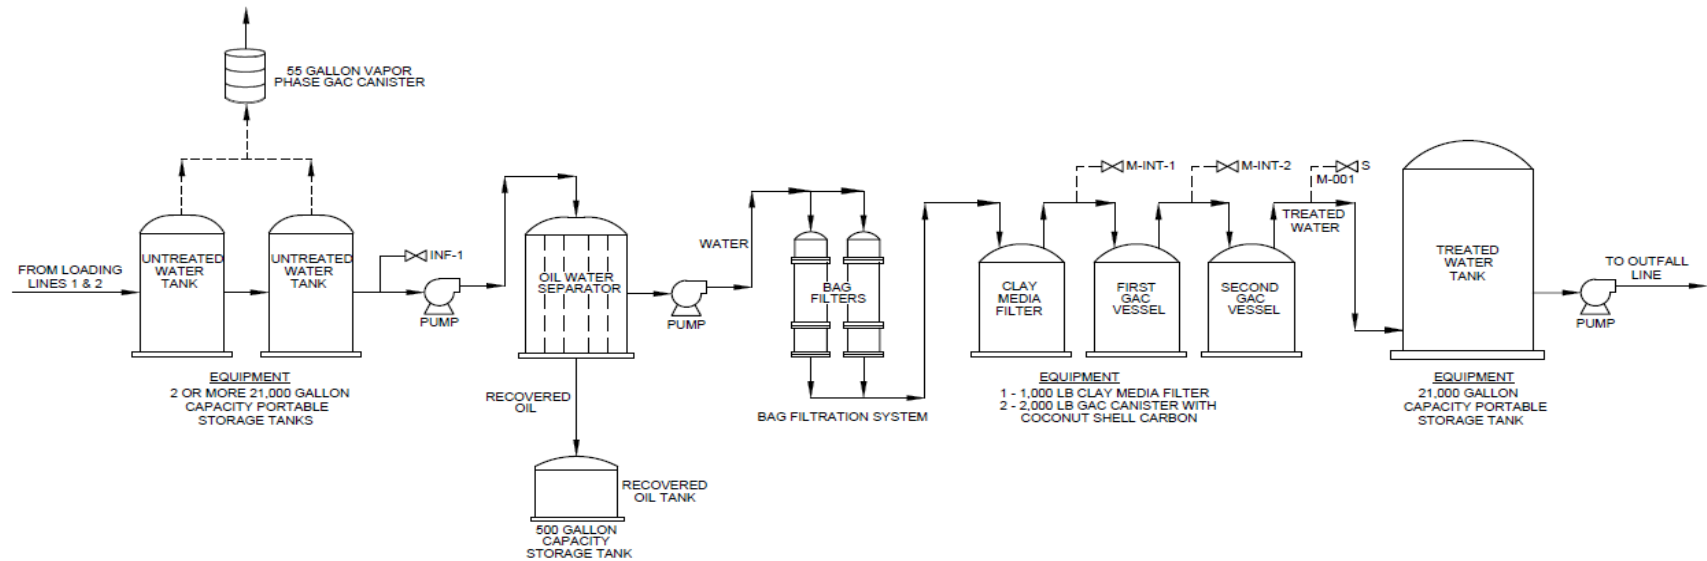 55 GALLON VAPOR
PHASE GAC CANISTER
FROM LOADING
LINES 1 & 2
UNTREATED
WATER
TANK
UNTREATED
WATER
TANK
INF-1
PUMP
EQUIPMENT
2 OR MORE 21,000 GALLON
CAPACITY PORTABLE
STORAGE TANKS
OIL WATER
SEPARATOR
RECOVERED
OIL
RECOVERED
OIL TANK
500 GALLON
CAPACITY
STORAGE TANK
WATER
PUMP
BAG
FILTERS
BAG FILTRATION SYSTEM
M-INT-1
M-INT-2
S
M-001
TREATED
WATER
CLAY
MEDIA
FILTER
FIRST
GAC
VESSEL
SECOND
GAC
VESSEL
EQUIPMENT
1 - 1,000 LB CLAY MEDIA FILTER
2 - 2,000 LB GAC CANISTER WITH
COCONUT SHELL CARBON
TREATED
WATER
TANK
EQUIPMENT
21,000 GALLON
CAPACITY PORTABLE
STORAGE TANK
TO OUTFALL
LINE
PUMP